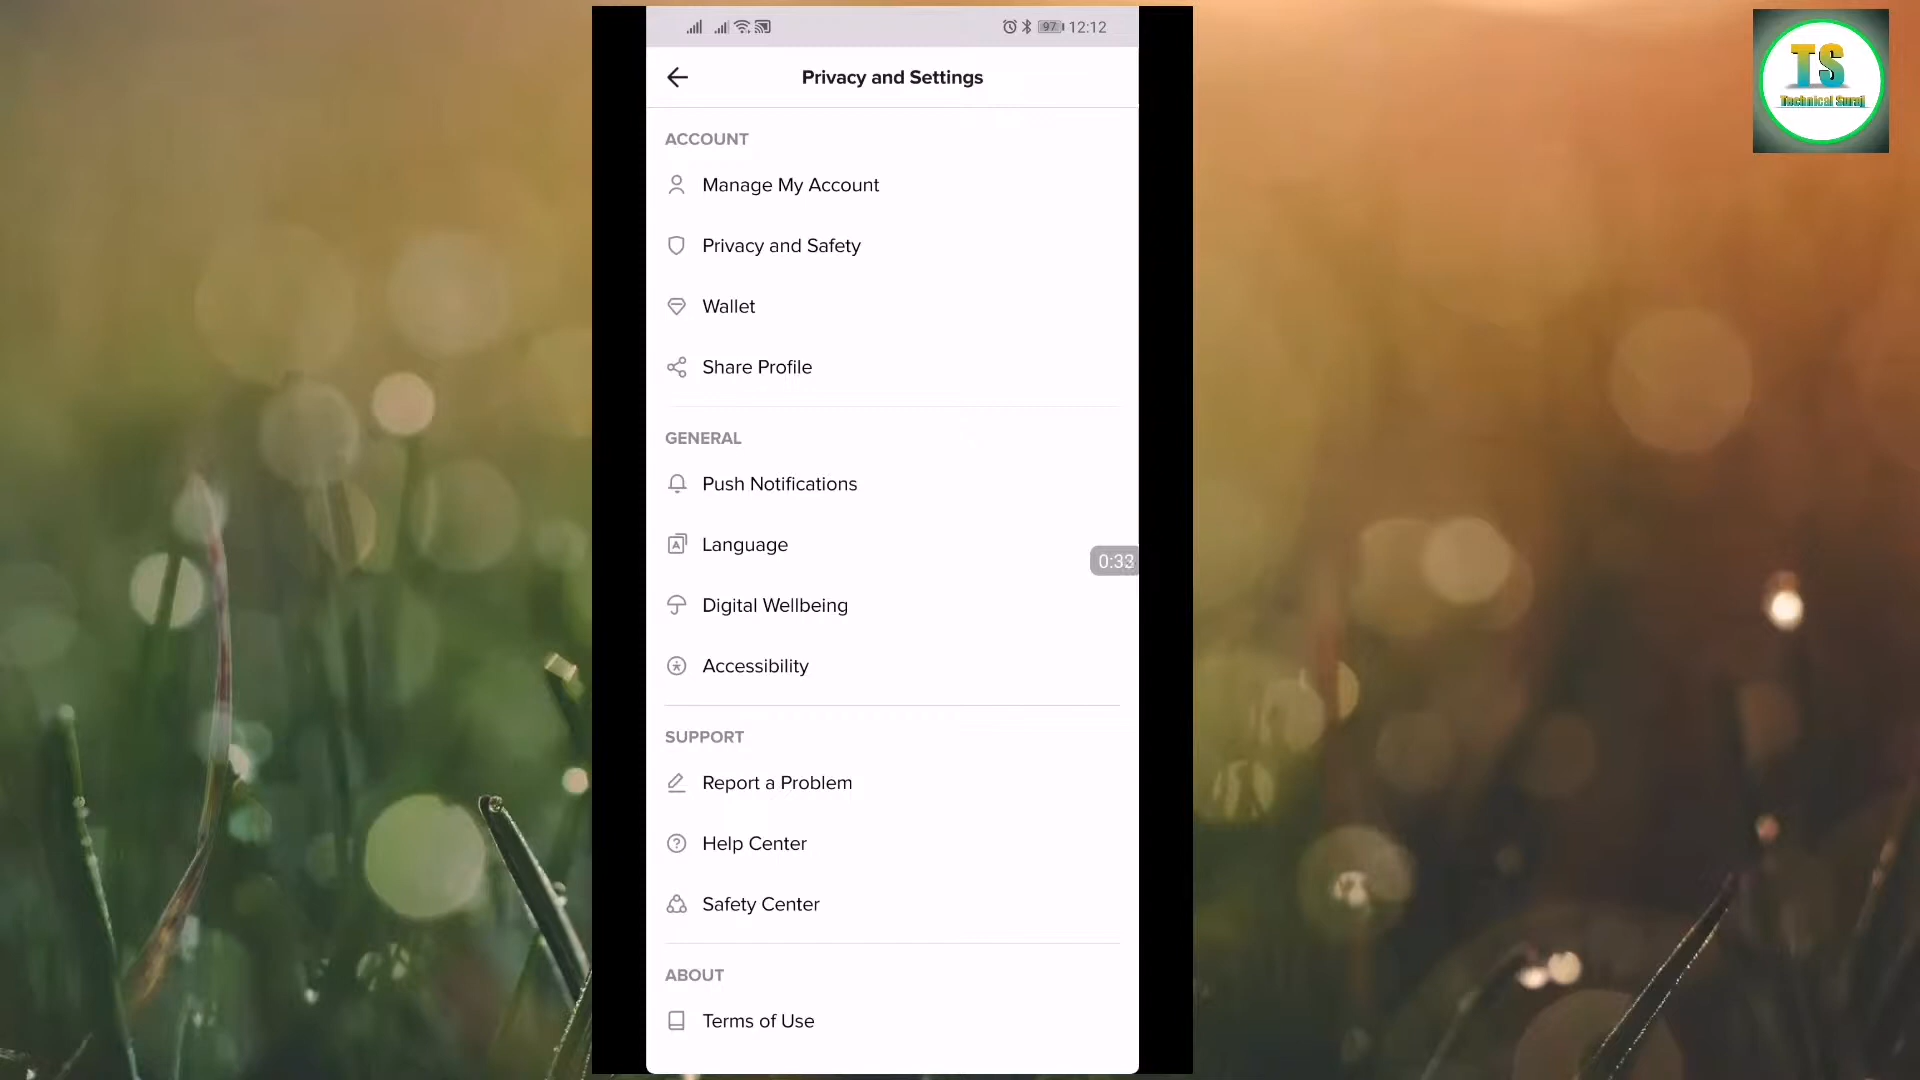 97 12:12
Privacy and Settings
ACCOUNT
Manage My Account
Privacy and Safety
Wallet
Share Profile
GENERAL
Push Notifications
Language
0:33
Digital Wellbeing
Accessibility
SUPPORT
Report a Problem
Help Center
Safety Center
ABOUT
Terms of Use
TS
Technical Suraj